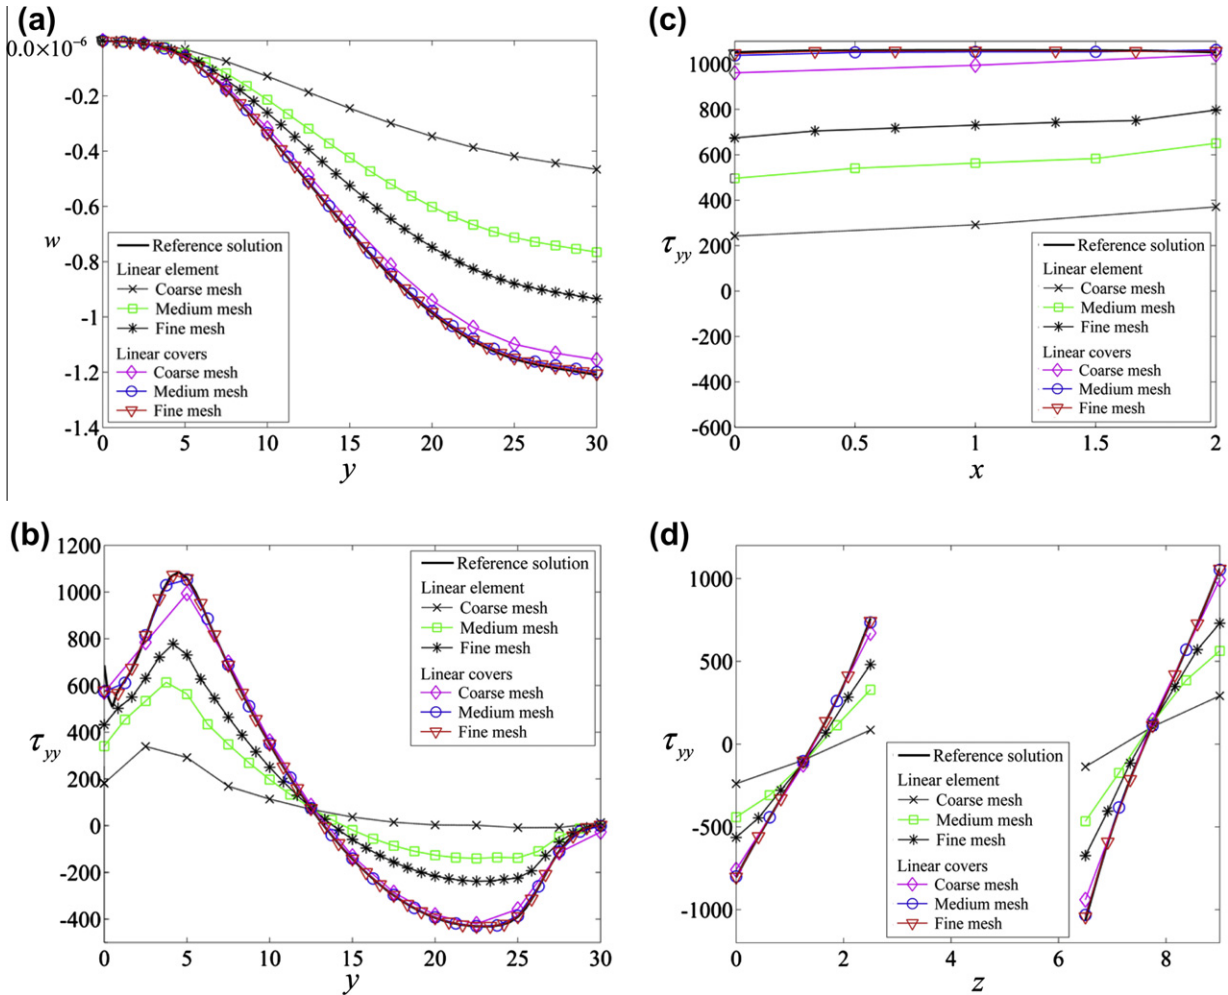 (a)
0.0×10⁻⁶
-0.2
-0.4
-0.6
-0.8
-1
-1.2
-1.4
w
0 5 10 15 20 25 30
y
Reference solution
Linear element
Coarse mesh
Medium mesh
Fine mesh
Linear covers
Coarse mesh
Medium mesh
Fine mesh
(c)
1000
800
600
400
200
0
-200
-400
-600
τyy
0 0.5 1 1.5 2
x
Reference solution
Linear element
Coarse mesh
Medium mesh
Fine mesh
Linear covers
Coarse mesh
Medium mesh
Fine mesh
(b)
1200
1000
800
600
400
200
0
-200
-400
τyy
0 5 10 15 20 25 30
y
Reference solution
Linear element
Coarse mesh
Medium mesh
Fine mesh
Linear covers
Coarse mesh
Medium mesh
Fine mesh
(d)
1000
500
0
-500
-1000
τyy
0 2 4 6 8
z
Reference solution
Linear element
Coarse mesh
Medium mesh
Fine mesh
Linear covers
Coarse mesh
Medium mesh
Fine mesh